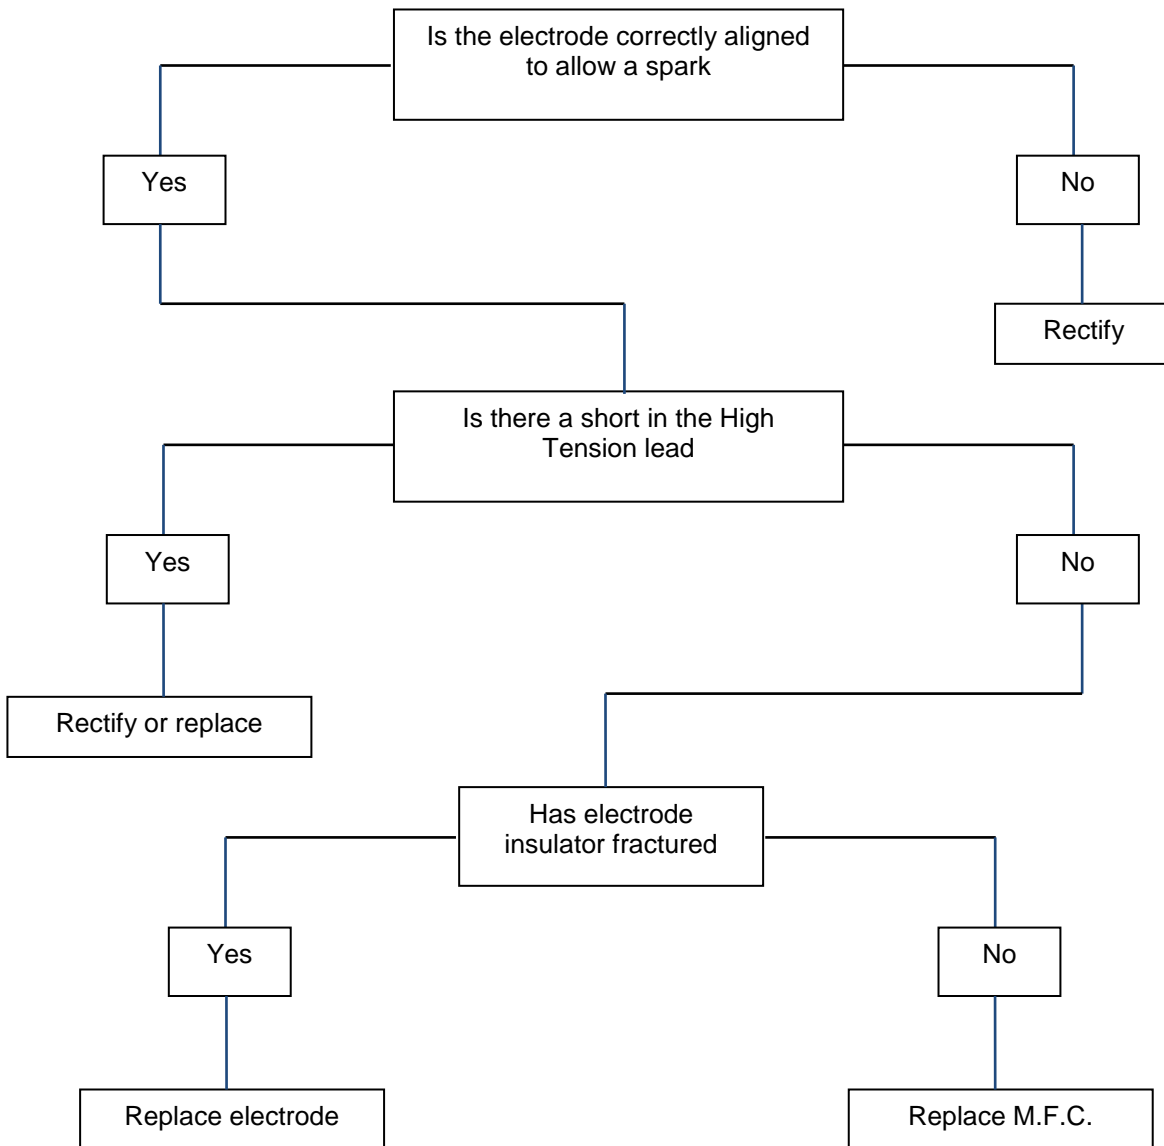 Is the electrode correctly aligned
to allow a spark
Yes
No
Rectify
Is there a short in the High
Tension lead
Yes
No
Rectify or replace
Has electrode
insulator fractured
Yes
No
Replace electrode
Replace M.F.C.